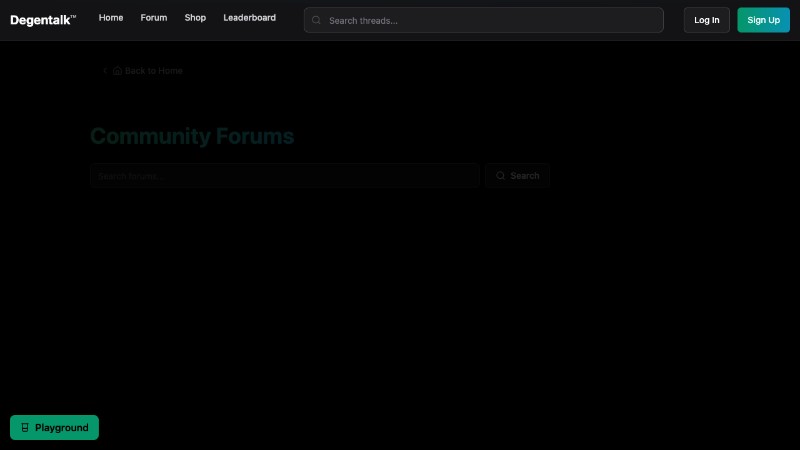 Degentalk™
Home Forum Shop Leaderboard
Search threads...
Log In
Sign Up
Back to Home
Community Forums
Search forums...
Search
Playground